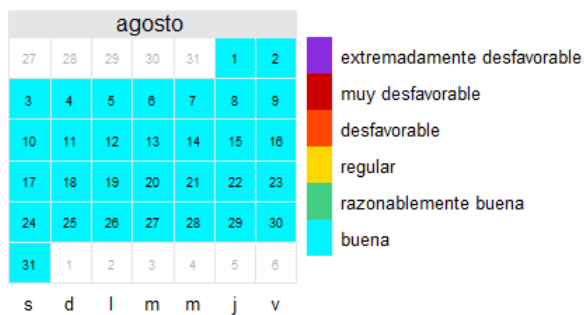 agosto
27 28 29 30 31 1 2
3 4 5 6 7 8 9
10 11 12 13 14 15 16
17 18 19 20 21 22 23
24 25 26 27 28 29 30
31 1 2 3 4 5 6
s d l m m j v
extremadamente desfavorable
muy desfavorable
desfavorable
regular
razonablemente buena
buena